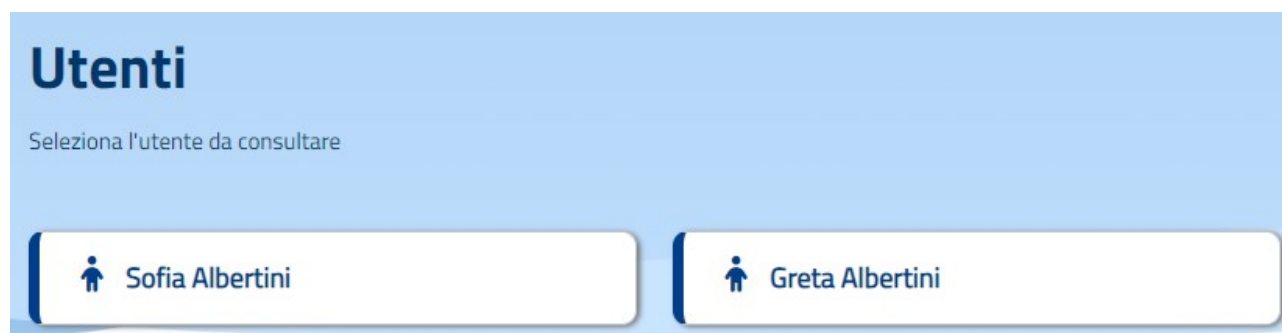 Utenti
Seleziona l'utente da consultare
Sofia Albertini
Greta Albertini